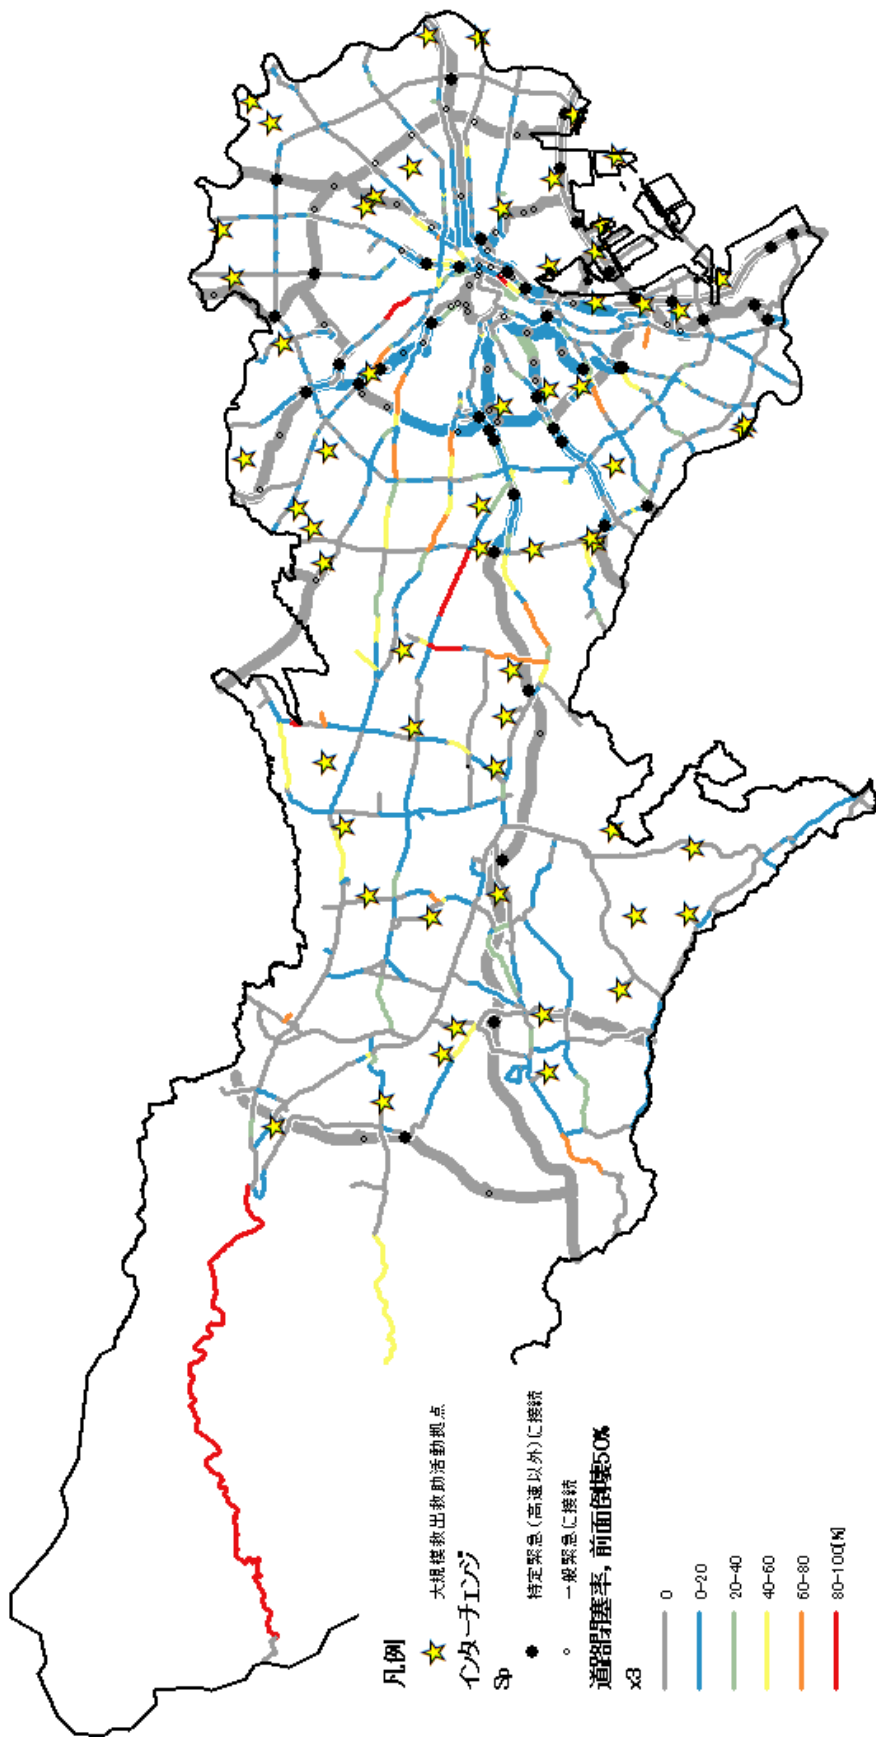 凡例
大規模救出救助活動拠点
インターチェンジ
Sp
特定緊急(高速以外)に接続
一般緊急に接続
道路閉塞率, 前面倒壊50%
x3
0
0-20
20-40
40-60
60-80
80-100[%]